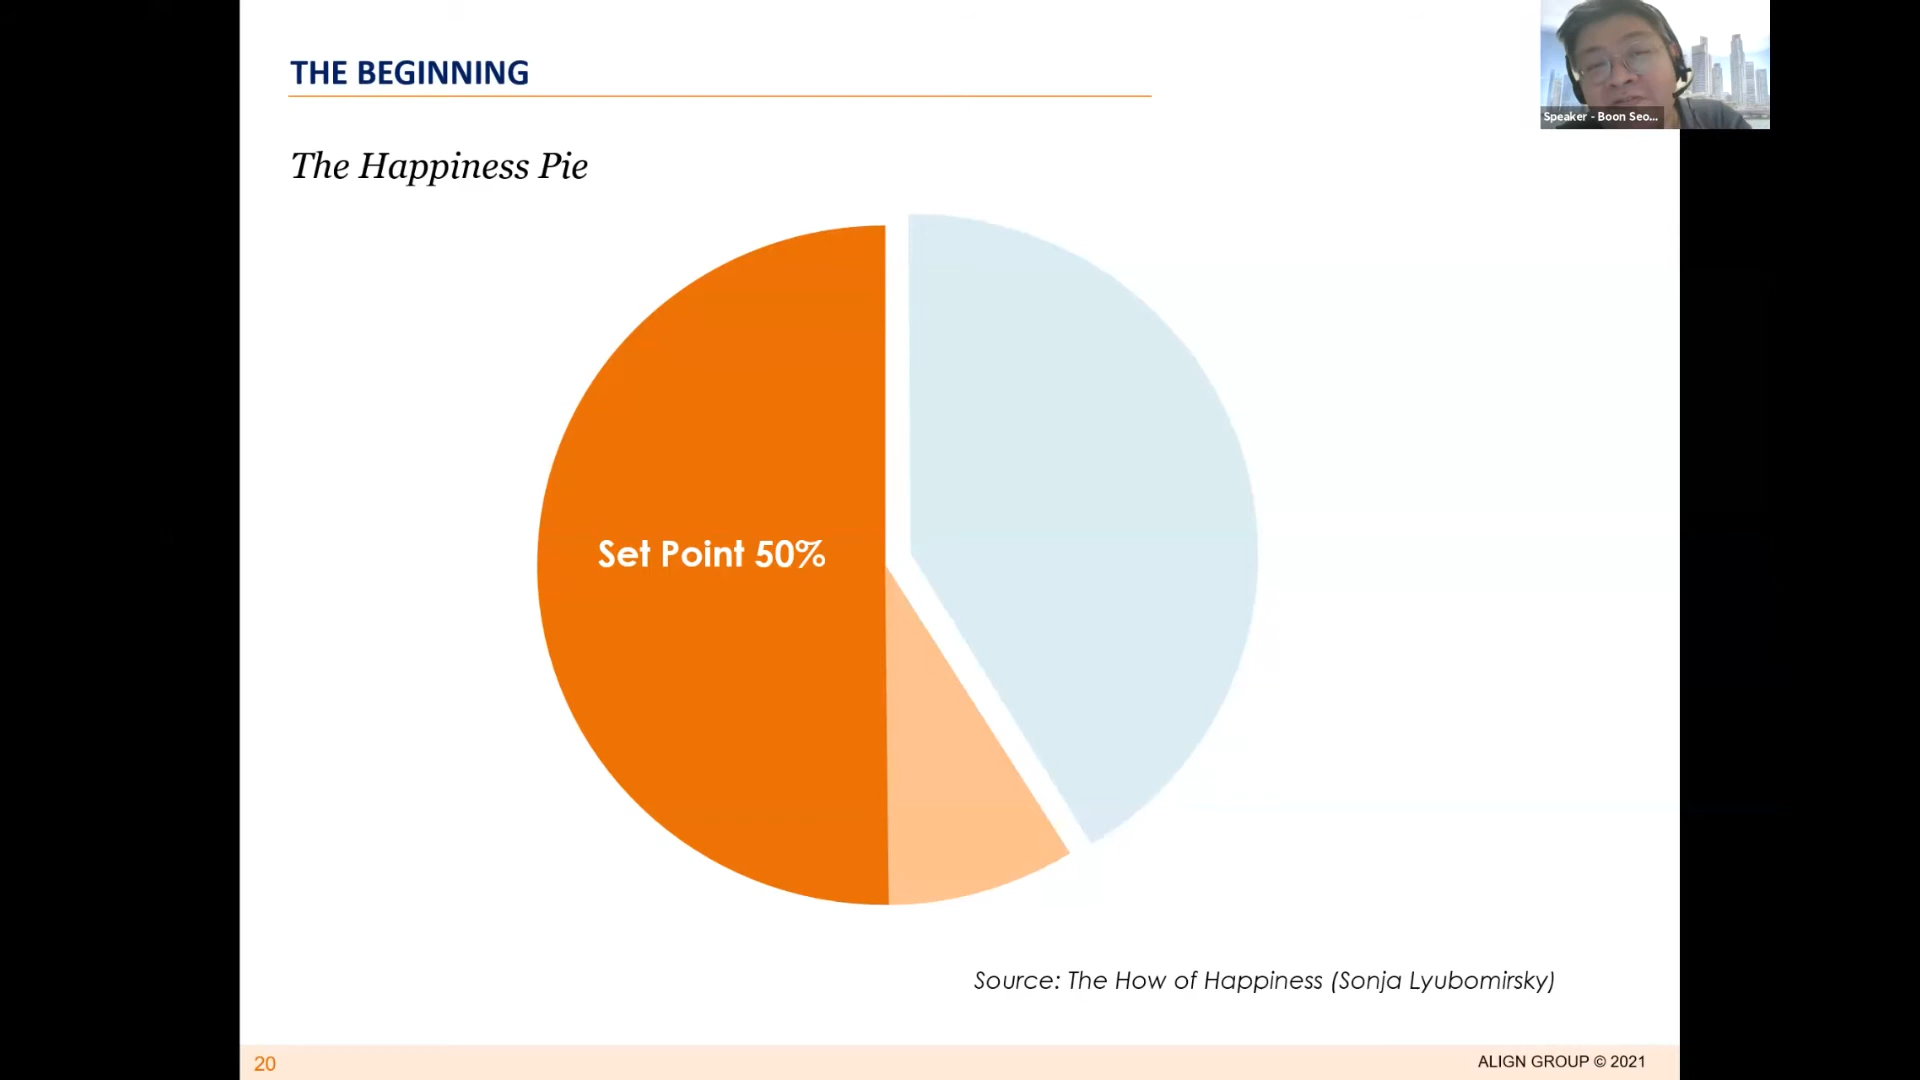 THE BEGINNING
Speaker - Boon Seo...
The Happiness Pie
Set Point 50%
Source: The How of Happiness (Sonja Lyubomirsky)
20
ALIGN GROUP © 2021